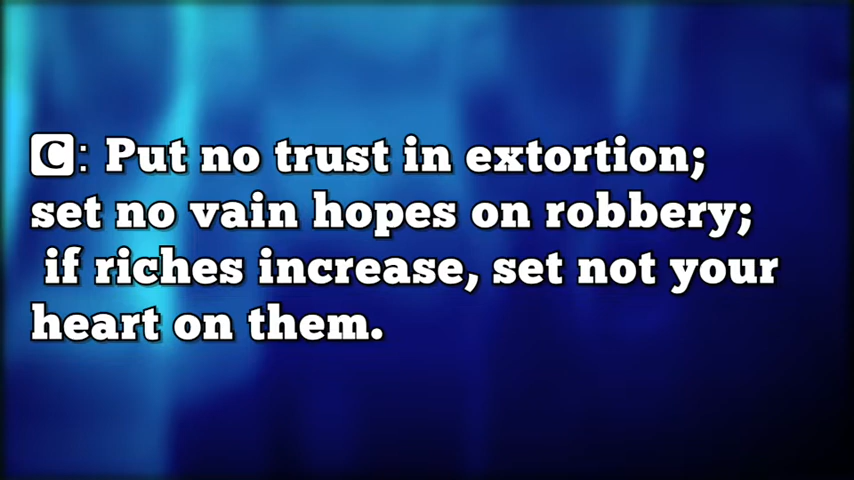 C: Put no trust in extortion;
set no vain hopes on robbery;
if riches increase, set not your
heart on them.